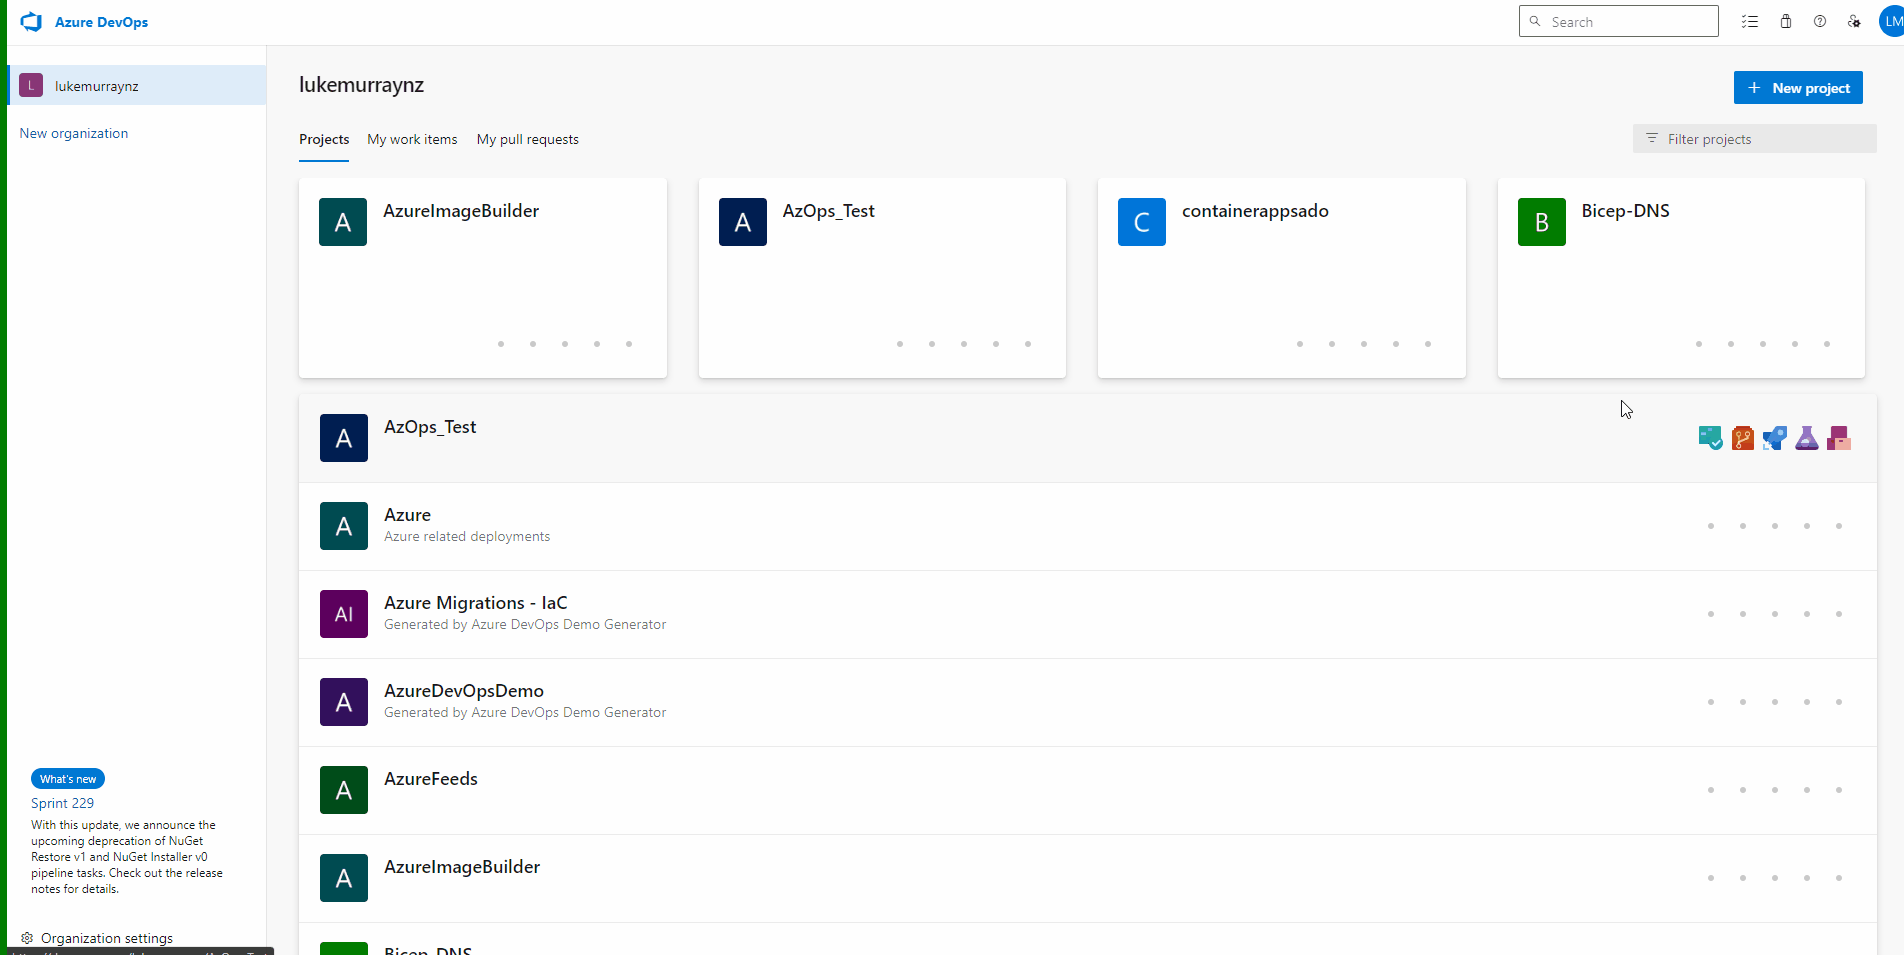 Azure DevOps
Search
LM
L
lukemurraynz
New organization
lukemurraynz
New project
Projects
My work items
My pull requests
Filter projects
A
AzureImageBuilder
A
AzOps_Test
C
containerappsado
B
Bicep-DNS
A
AzOps_Test
A
Azure
Azure related deployments
AI
Azure Migrations - IaC
Generated by Azure DevOps Demo Generator
A
AzureDevOpsDemo
Generated by Azure DevOps Demo Generator
A
AzureFeeds
A
AzureImageBuilder
Bicep-DNS
What's new
Sprint 229
With this update, we announce the
upcoming deprecation of NuGet
Restore v1 and NuGet Installer v0
pipeline tasks. Check out the release
notes for details.
Organization settings